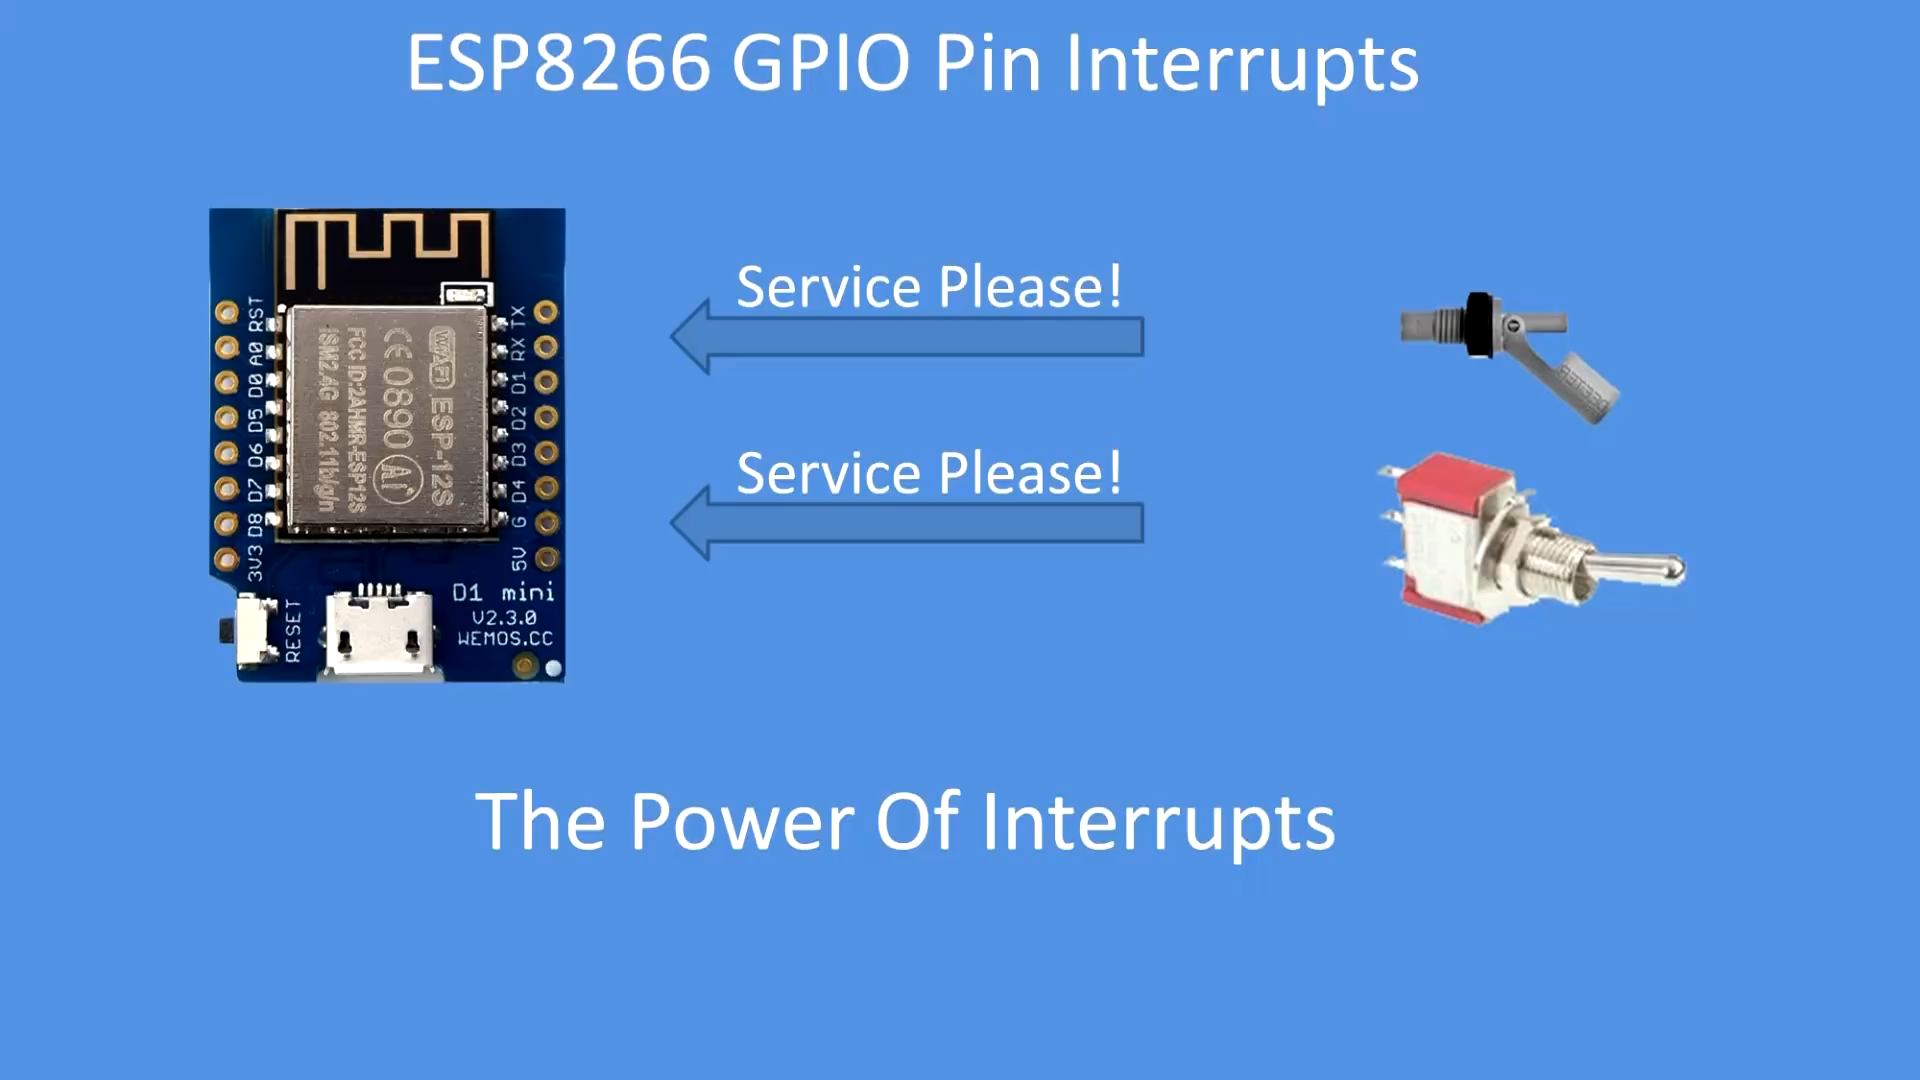 ESP8266 GPIO Pin Interrupts
Service Please!
Service Please!
RST
A0
D0
D5
D6
D7
D8
3V3
TX
RX
D1
D2
D3
D4
G
5V
WiFi ESP-12S
CE0890 Ai
FCC ID:2AHMR-ESP12S
ISM2.4G 802.11b/g/n
RESET
D1 mini
V2.3.0
WEMOS.CC
The Power Of Interrupts